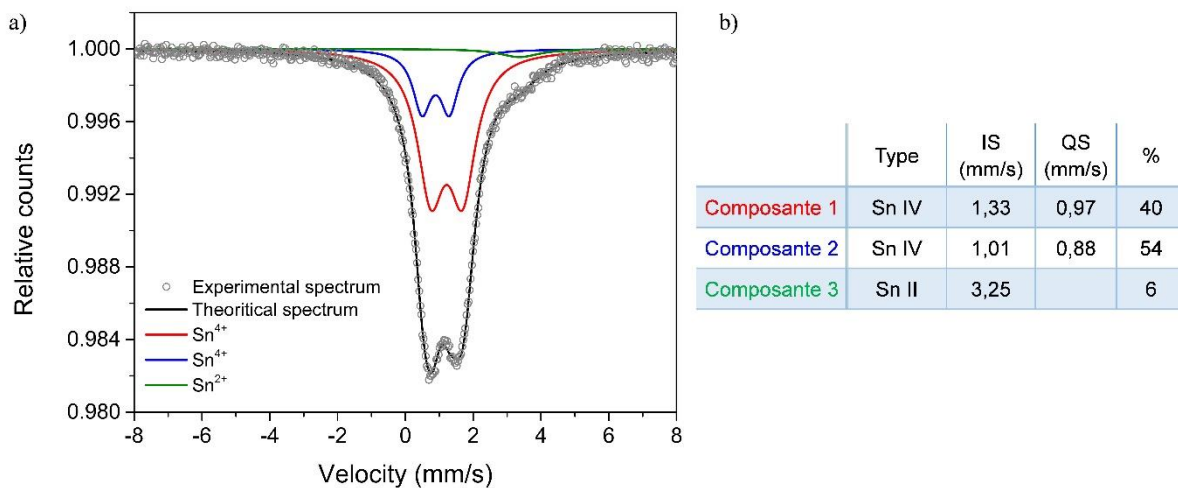 a)
1.000
0.996
0.992
0.988
0.984
0.980
Relative counts
Experimental spectrum
Theoritical spectrum
Sn⁴⁺
Sn⁴⁺
Sn²⁺
-8 -6 -4 -2 0 2 4 6 8
Velocity (mm/s)
b)
Type IS (mm/s) QS (mm/s) %
Composante 1 Sn IV 1,33 0,97 40
Composante 2 Sn IV 1,01 0,88 54
Composante 3 Sn II 3,25 6